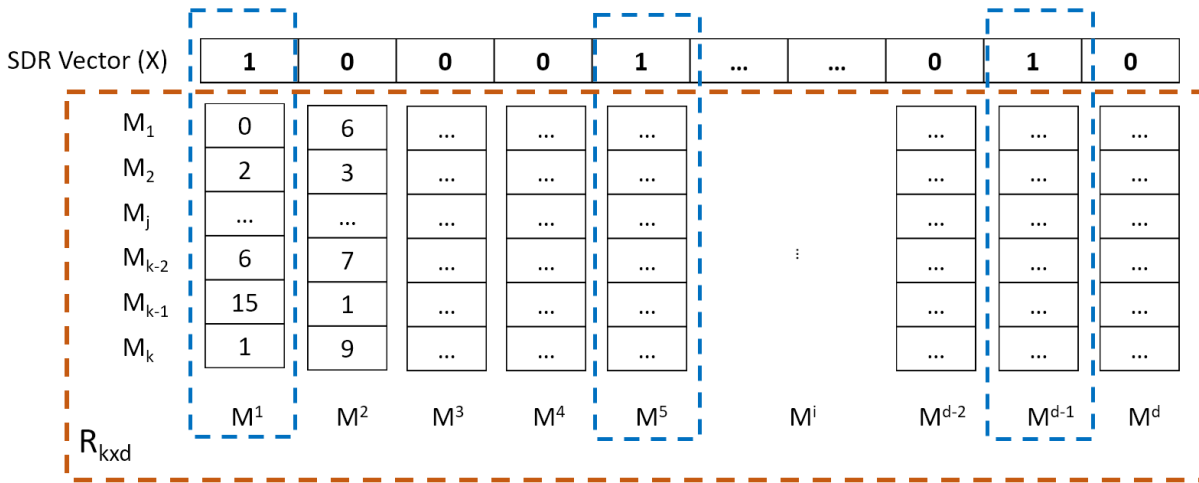 SDR Vector (X) 1 0 0 0 1 ... ... 0 1 0
M1 0 6 ... ... ... ... ... ...
M2 2 3 ... ... ... ... ... ...
Mj ... ... ... ... ... ... ... ...
Mk-2 6 7 ... ... ... ⋮ ... ... ...
Mk-1 15 1 ... ... ... ... ... ...
Mk 1 9 ... ... ... ... ... ...
M1 M2 M3 M4 M5 Mi Md-2 Md-1 Md
Rkxd